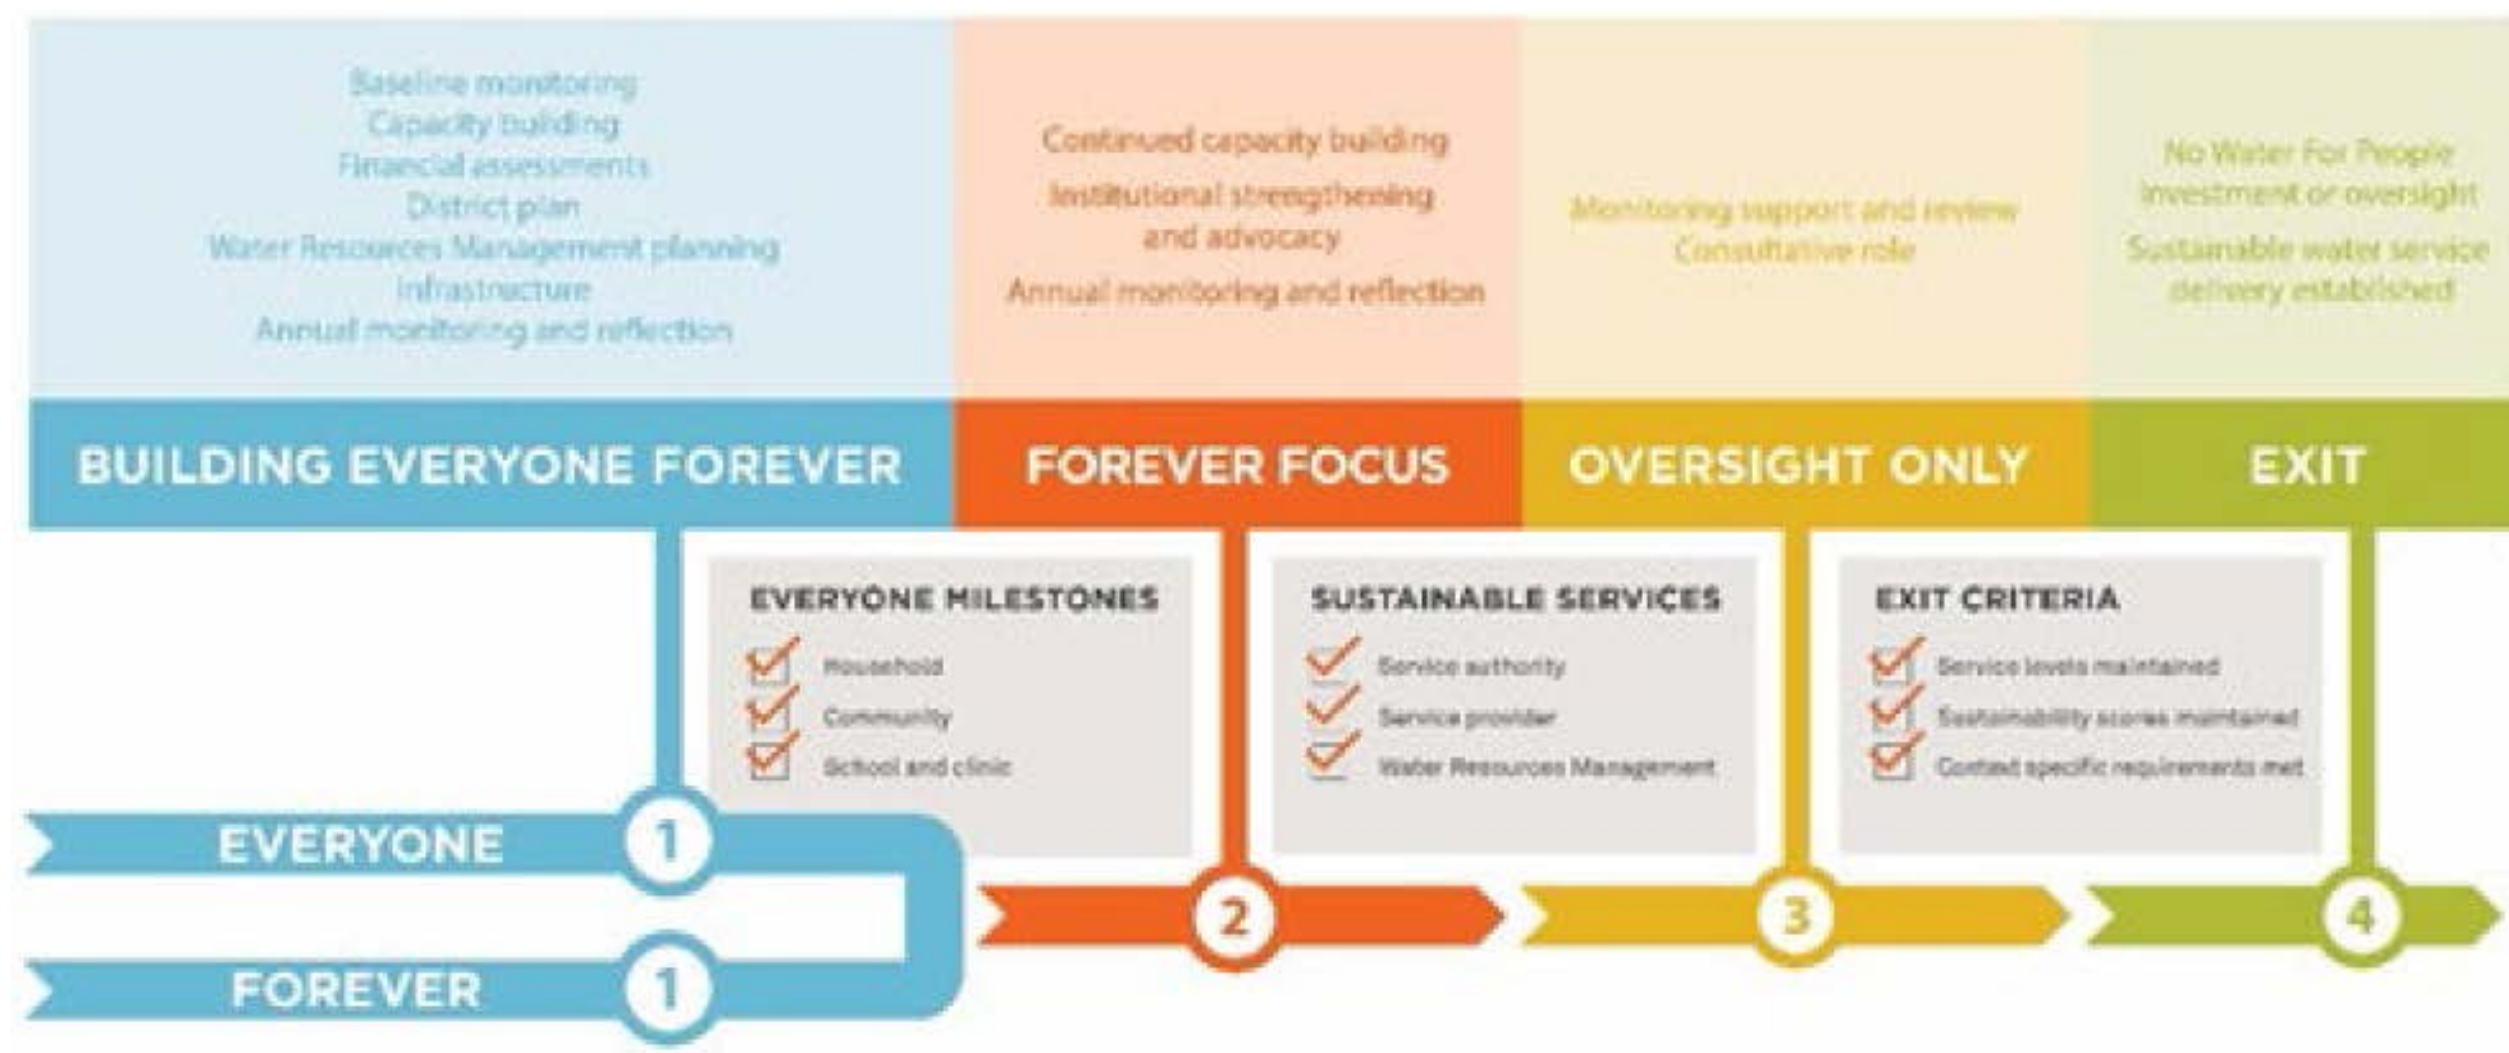 Baseline monitoring
Capacity building
Financial assessments
District plan
Water Resources Management planning
infrastructure
Annual monitoring and reflection
Continued capacity building
Institutional strengthening
and advocacy
Annual monitoring and reflection
Monitoring support and review
Consultative role
No Water For People
investment or oversight
Sustainable water service
delivery established
BUILDING EVERYONE FOREVER
FOREVER FOCUS
OVERSIGHT ONLY
EXIT
EVERYONE MILESTONES
Household
Community
School and clinic
SUSTAINABLE SERVICES
Service authority
Service provider
Water Resources Management
EXIT CRITERIA
Service levels maintained
Sustainability scores maintained
Context specific requirements met
EVERYONE
1
FOREVER
1
2
3
4